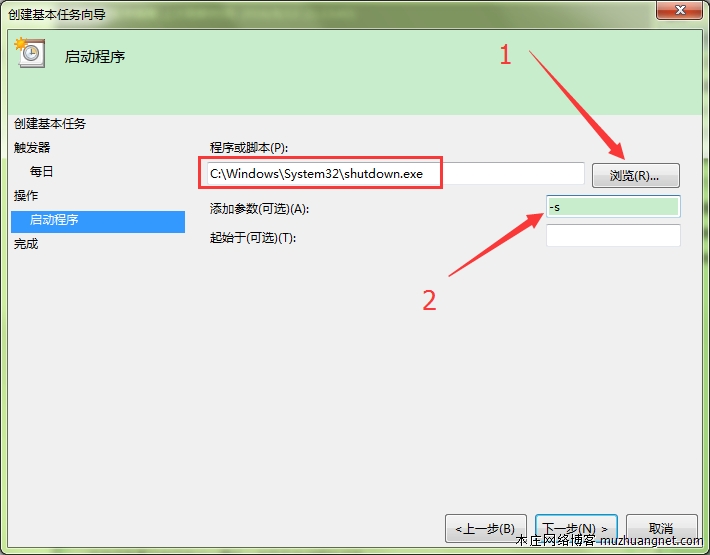 创建基本任务向导
启动程序
1
创建基本任务
触发器
每日
操作
启动程序
完成
程序或脚本(P):
C:\Windows\System32\shutdown.exe
浏览(R)...
添加参数(可选)(A):
-s
起始于(可选)(T):
2
<上一步(B)
下一步(N) >
取消
木庄网络博客 muzhuangnet.com